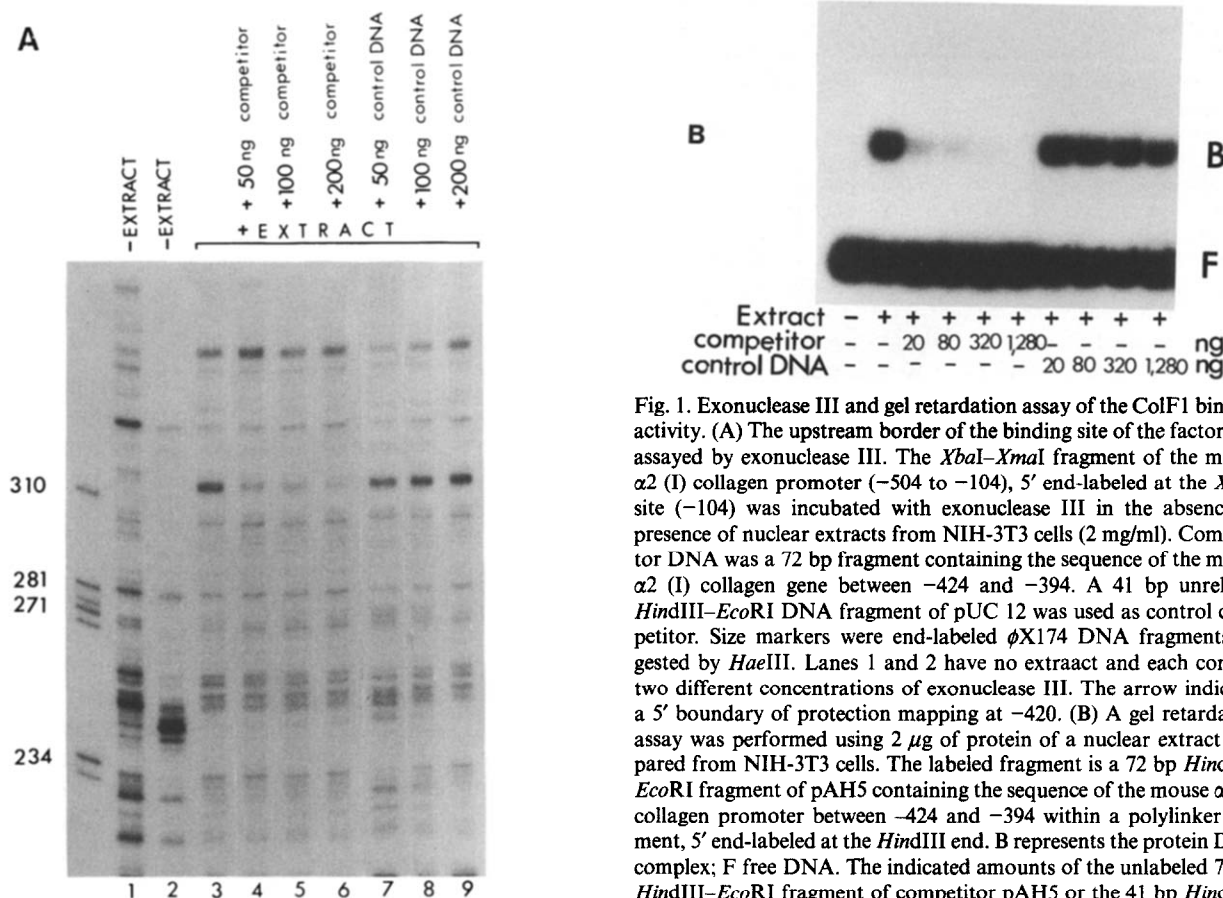 A
+ 50 ng competitor
+100 ng competitor
+200ng competitor
+ 50 ng control DNA
+100 ng control DNA
+200ng control DNA
-EXTRACT
-EXTRACT
+ E X T R A C T
310
281
271
234
1 2 3 4 5 6 7 8 9
B
B
F
Extract - + + + + + + + + +
competitor - - 20 80 320 1,280 - - - - ng
control DNA - - - - - - 20 80 320 1,280 ng
Fig. 1. Exonuclease III and gel retardation assay of the ColF1 bin
activity. (A) The upstream border of the binding site of the factor
assayed by exonuclease III. The XbaI–XmaI fragment of the m
α2 (I) collagen promoter (−504 to −104), 5′ end-labeled at the X
site (−104) was incubated with exonuclease III in the absenc
presence of nuclear extracts from NIH-3T3 cells (2 mg/ml). Com
tor DNA was a 72 bp fragment containing the sequence of the m
α2 (I) collagen gene between −424 and −394. A 41 bp unrel
HindIII–EcoRI DNA fragment of pUC 12 was used as control c
petitor. Size markers were end-labeled ϕX174 DNA fragments
gested by HaeIII. Lanes 1 and 2 have no extraact and each con
two different concentrations of exonuclease III. The arrow indic
a 5′ boundary of protection mapping at −420. (B) A gel retarda
assay was performed using 2 μg of protein of a nuclear extract
pared from NIH-3T3 cells. The labeled fragment is a 72 bp Hinc
EcoRI fragment of pAH5 containing the sequence of the mouse α
collagen promoter between −424 and −394 within a polylinker
ment, 5′ end-labeled at the HindIII end. B represents the protein D
complex; F free DNA. The indicated amounts of the unlabeled 7
HindIII–EcoRI fragment of competitor pAH5 or the 41 bp Hinc